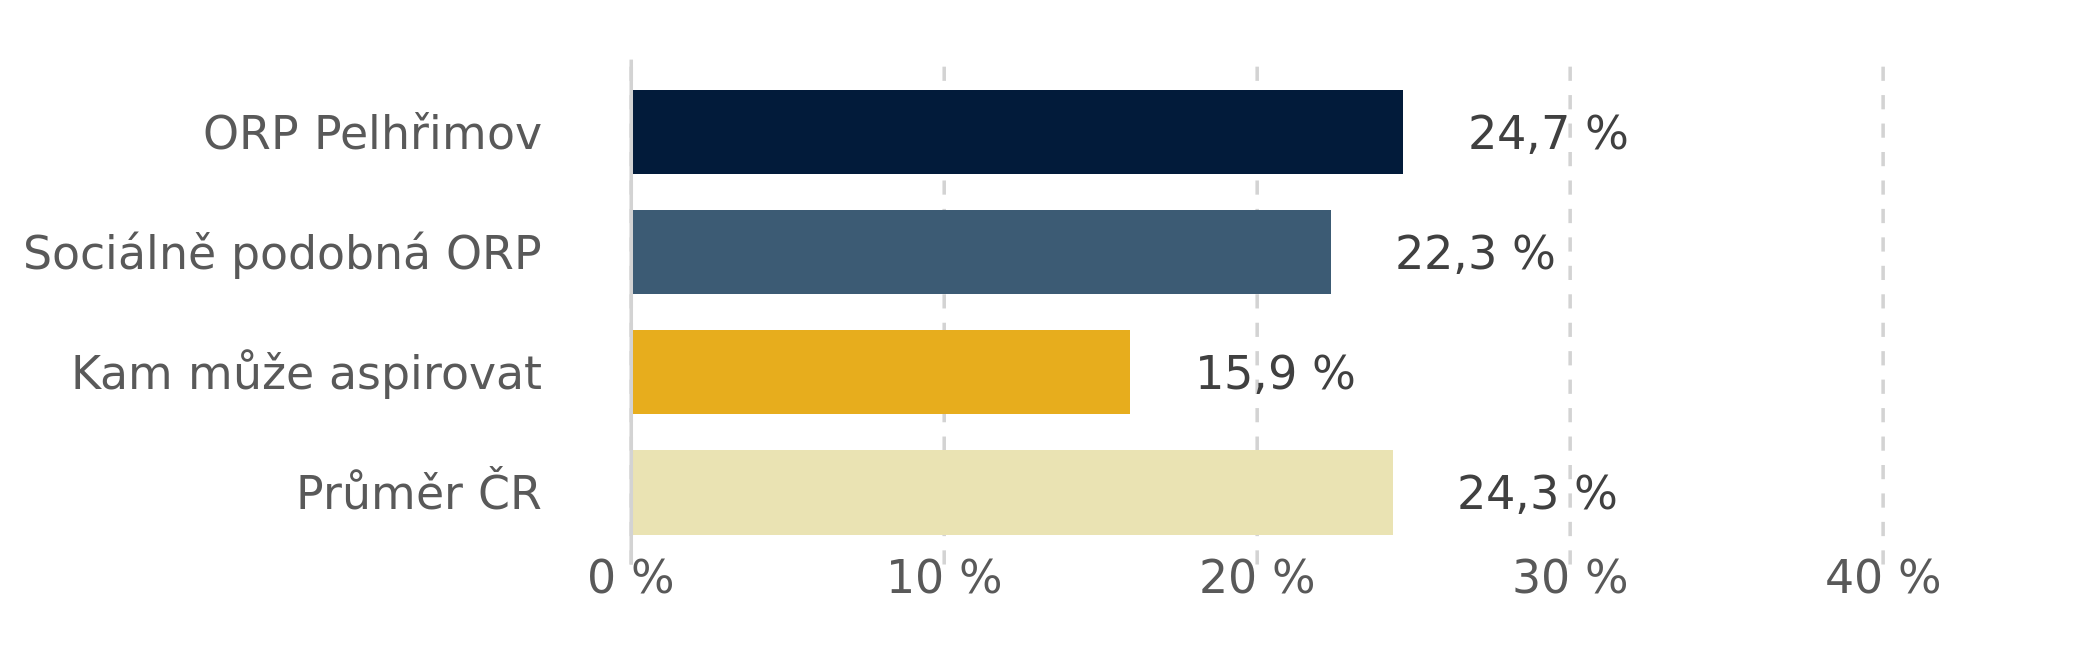 ORP Pelhřimov 24,7 %
Sociálně podobná ORP 22,3 %
Kam může aspirovat 15,9 %
Průměr ČR 24,3 %
0 % 10 % 20 % 30 % 40 %